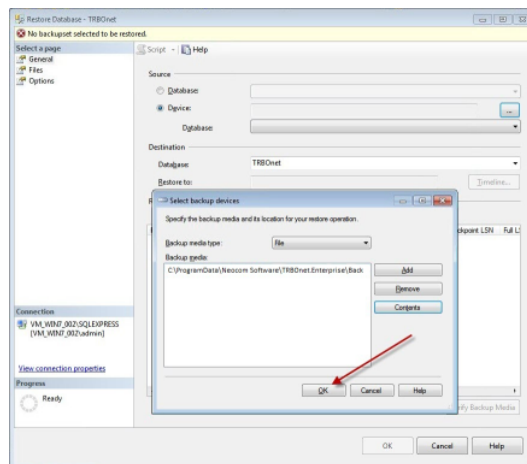 Restore Database - TRBOnet
No backupset selected to be restored.
Select a page
General
Files
Options
Script
Help
Source
Database:
Device:
...
Database:
Destination
Database:
TRBOnet
Restore to:
Timeline...
Select backup devices
Specify the backup media and its location for your restore operation.
Backup media type:
File
Backup media:
C:\ProgramData\Neocom Software\TRBOnet.Enterprise\Back
Add
Remove
Contents
OK
Cancel
Help
Checkpoint LSN
Full L
Connection
VM_WIN7_002\SQLEXPRESS
[VM_WIN7_002\admin]
View connection properties
Progress
Ready
Verify Backup Media
OK
Cancel
Help